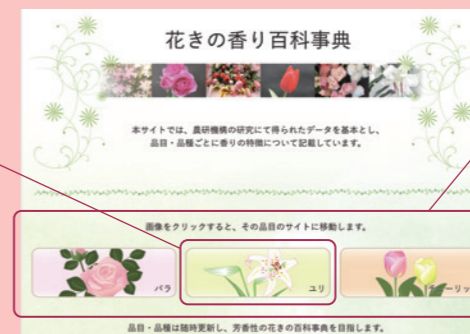 花きの香り百科事典
本サイトでは、農研機構の研究にて得られたデータを基本とし、
品目・品種ごとに香りの特徴について記載しています。
画像をクリックすると、その品目のサイトに移動します。
バラ
ユリ
チューリッ
品目・品種は随時更新し、芳香性の花きの百科事典を目指します。